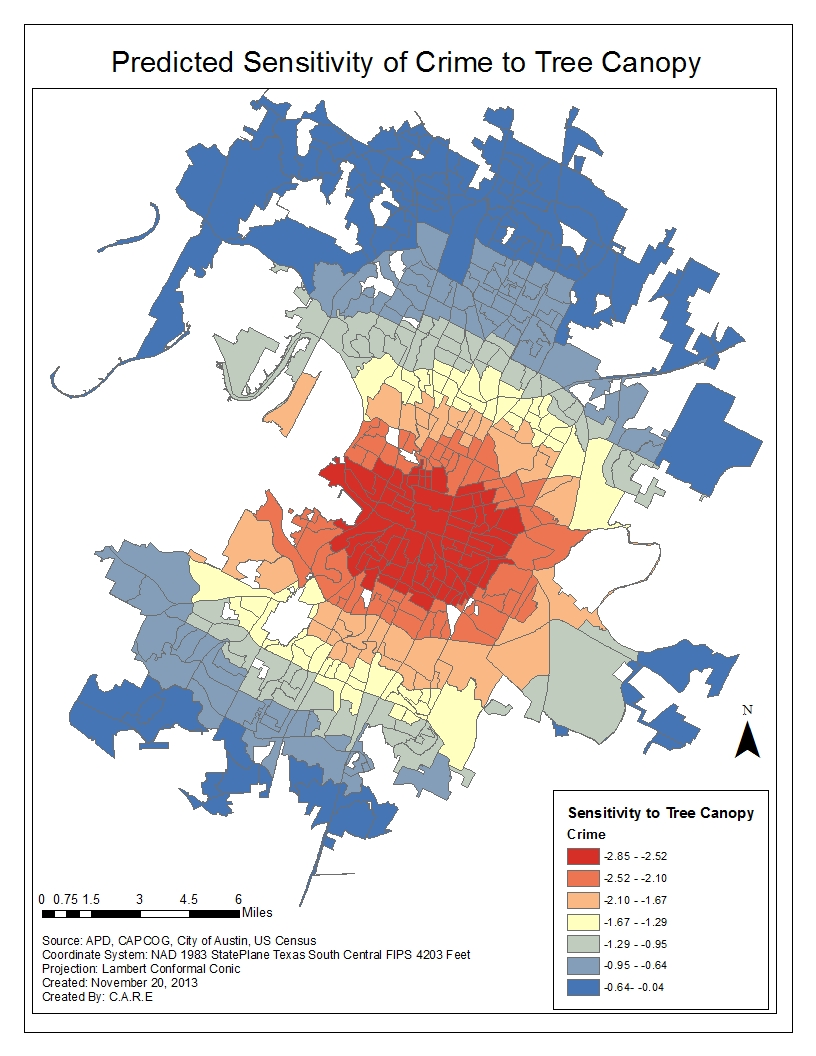 Predicted Sensitivity of Crime to Tree Canopy
N
Sensitivity to Tree Canopy
Crime
-2.85 - -2.52
-2.52 - -2.10
-2.10 - -1.67
-1.67 - -1.29
-1.29 - -0.95
-0.95 - -0.64
-0.64- -0.04
0 0.75 1.5 3 4.5 6
Miles
Source: APD, CAPCOG, City of Austin, US Census
Coordinate System: NAD 1983 StatePlane Texas South Central FIPS 4203 Feet
Projection: Lambert Conformal Conic
Created: November 20, 2013
Created By: C.A.R.E